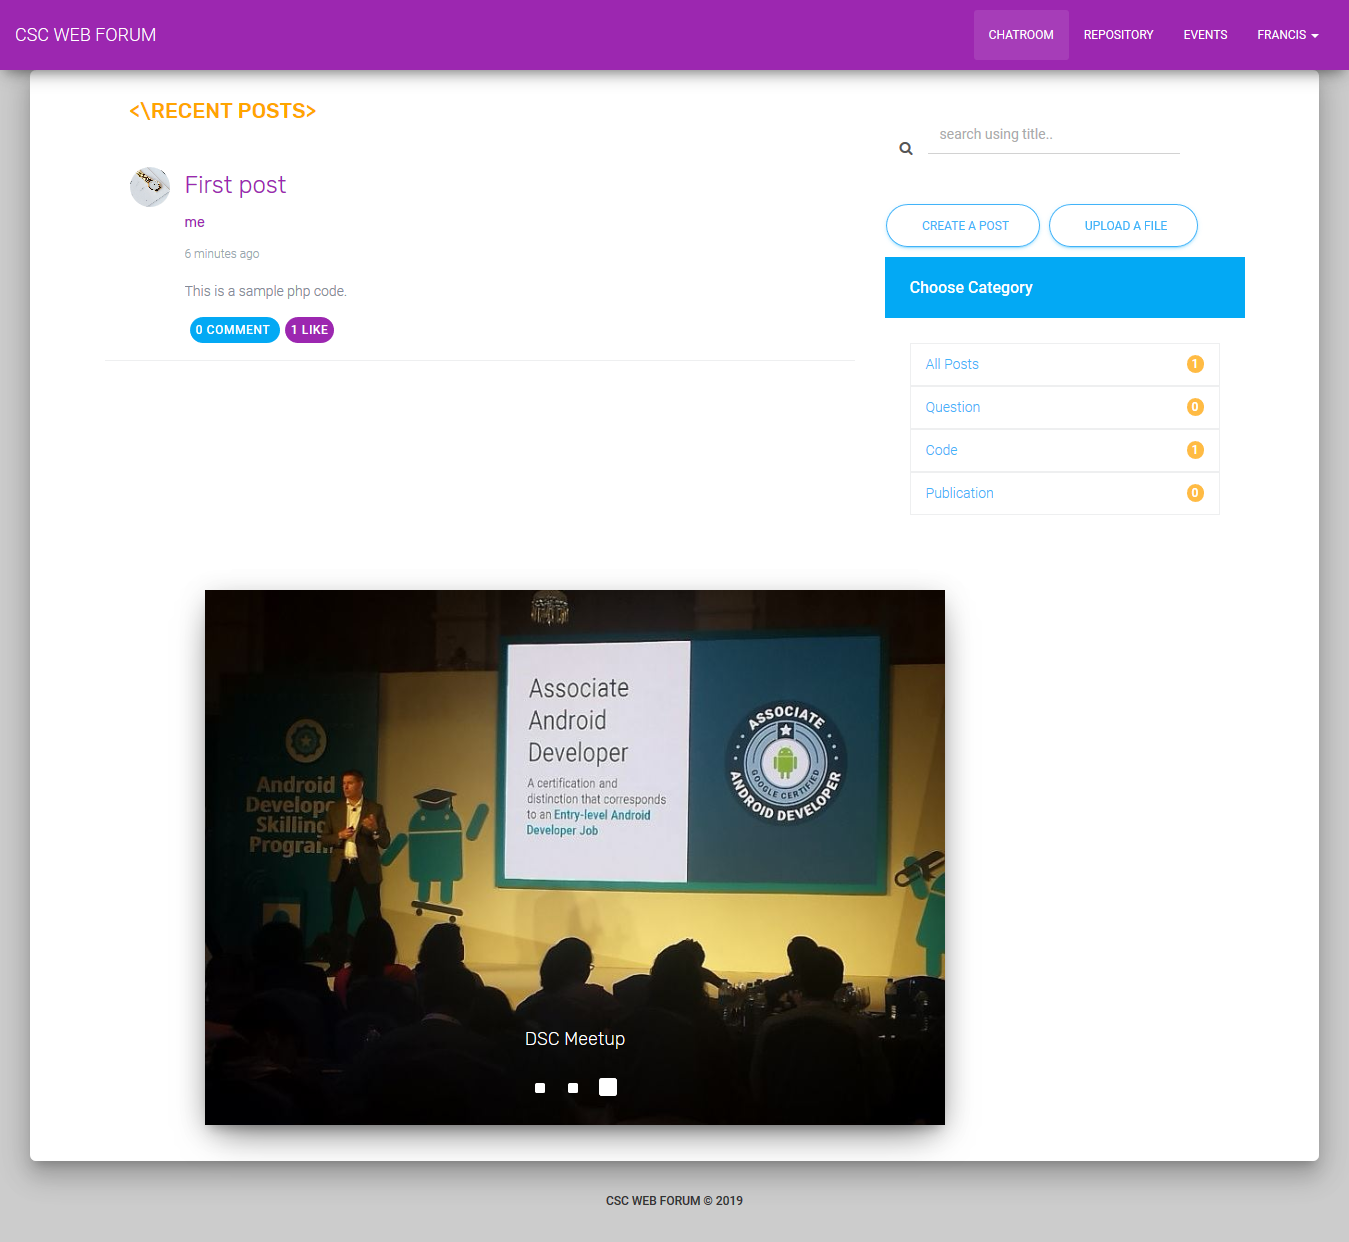 CSC WEB FORUM
CHATROOM
REPOSITORY
EVENTS
FRANCIS
<\RECENT POSTS>
search using title..
First post
me
6 minutes ago
This is a sample php code.
0 COMMENT
1 LIKE
CREATE A POST
UPLOAD A FILE
Choose Category
All Posts 1
Question 0
Code 1
Publication 0
Associate
Android
Developer
A certification and
distinction that corresponds
to an Entry-level Android
Developer Job
ASSOCIATE
ANDROID DEVELOPER
GOOGLE CERTIFIED
Android
Develope
Skilling
Program
DSC Meetup
CSC WEB FORUM © 2019